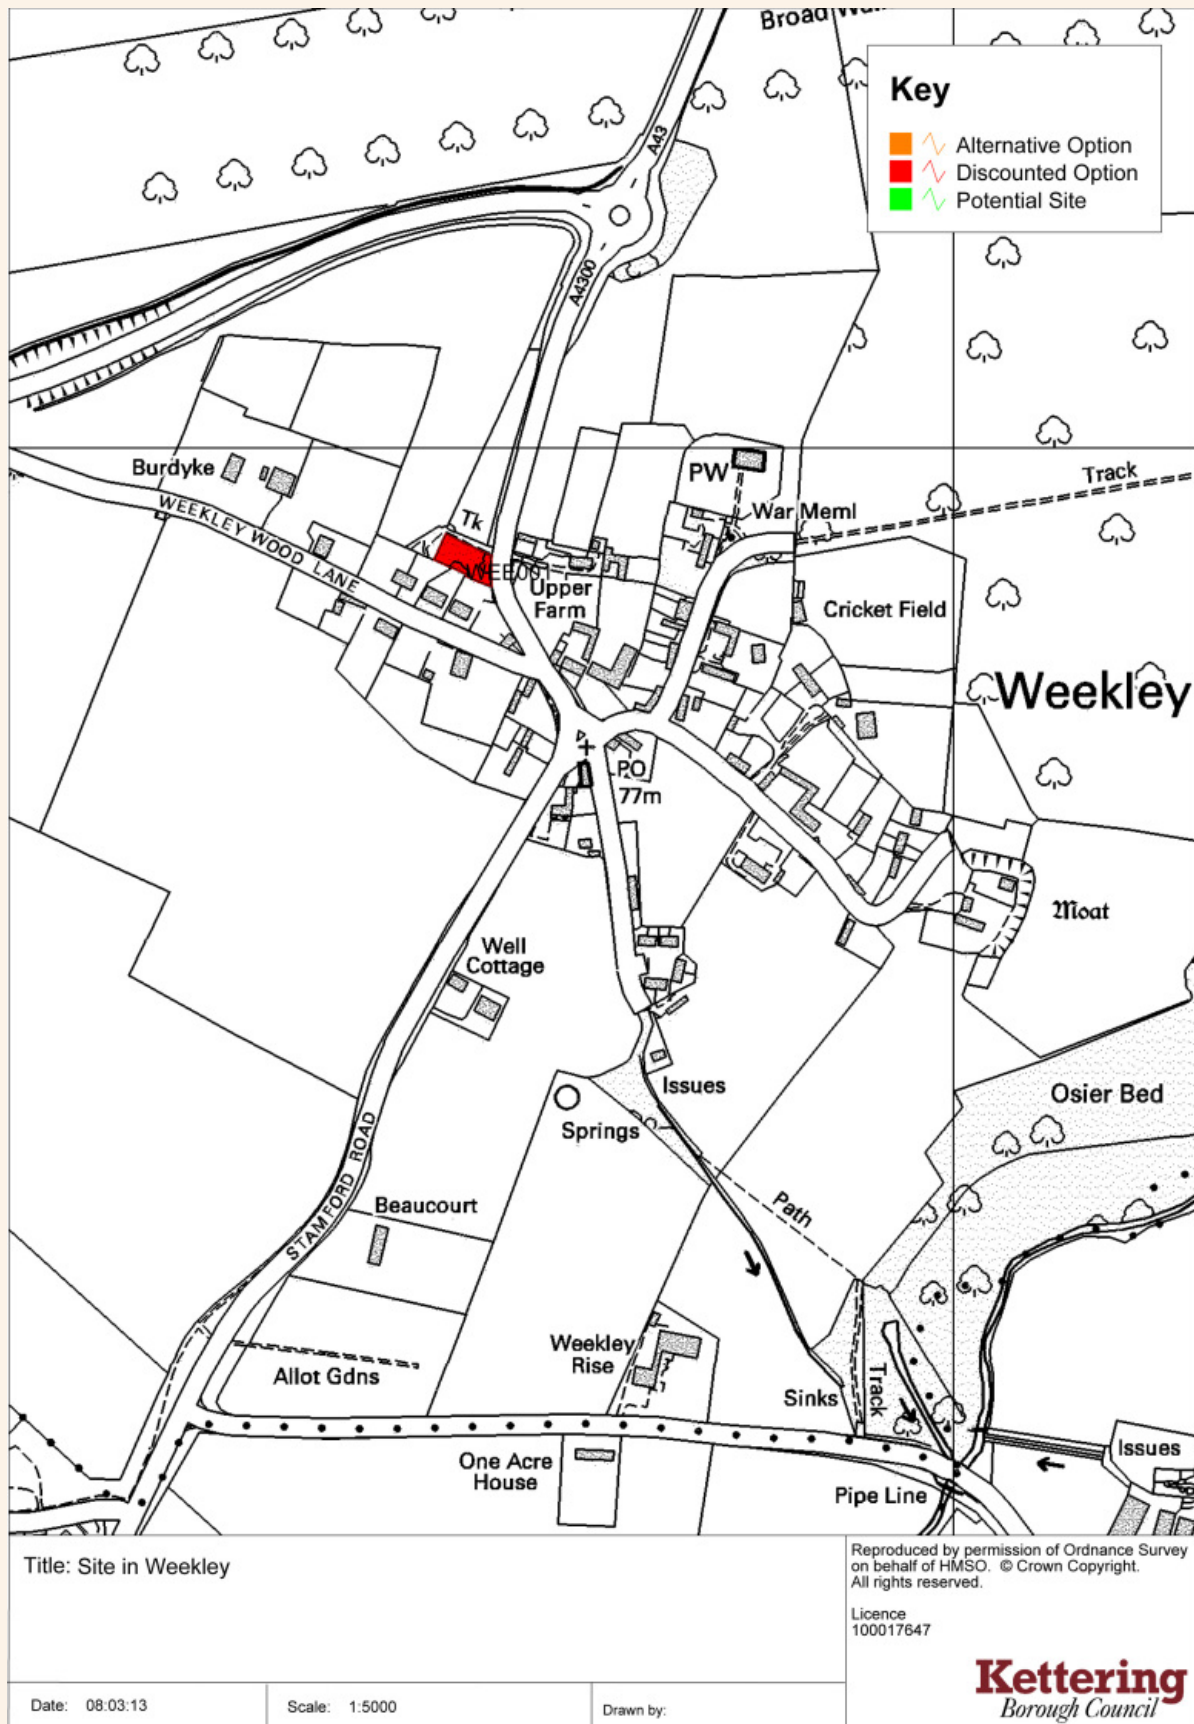 Broad
Key
Alternative Option
Discounted Option
Potential Site
A43
A4300
Burdyke
WEEKLEY WOOD LANE
Tk
WEE001
Upper
Farm
PW
War Meml
Track
Cricket Field
Weekley
PO
77m
Moat
Well
Cottage
Issues
Springs
Osier Bed
STAMFORD ROAD
Beaucourt
Path
Weekley
Rise
Allot Gdns
Sinks
Track
One Acre
House
Pipe Line
Issues
Title: Site in Weekley
Reproduced by permission of Ordnance Survey
on behalf of HMSO. © Crown Copyright.
All rights reserved.
Licence
100017647
Kettering
Borough Council
Date: 08:03:13
Scale: 1:5000
Drawn by: